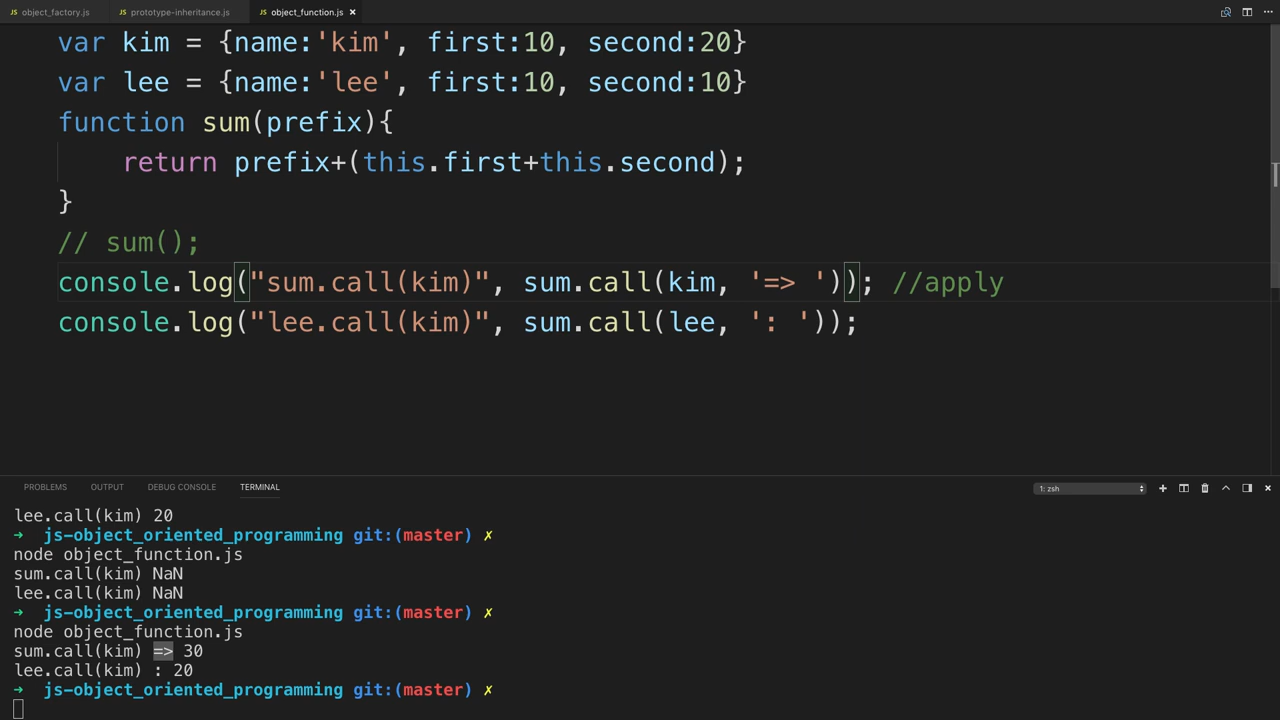 object_factory.js prototype-inheritance.js object_function.js
var kim = {name:'kim', first:10, second:20}
var lee = {name:'lee', first:10, second:10}
function sum(prefix){
return prefix+(this.first+this.second);
}
// sum();
console.log("sum.call(kim)", sum.call(kim, '=> ')); //apply
console.log("lee.call(kim)", sum.call(lee, ': '));
PROBLEMS OUTPUT DEBUG CONSOLE TERMINAL 1: zsh
lee.call(kim) 20
➜ js-object_oriented_programming git:(master) ✗
node object_function.js
sum.call(kim) NaN
lee.call(kim) NaN
➜ js-object_oriented_programming git:(master) ✗
node object_function.js
sum.call(kim) => 30
lee.call(kim) : 20
➜ js-object_oriented_programming git:(master) ✗